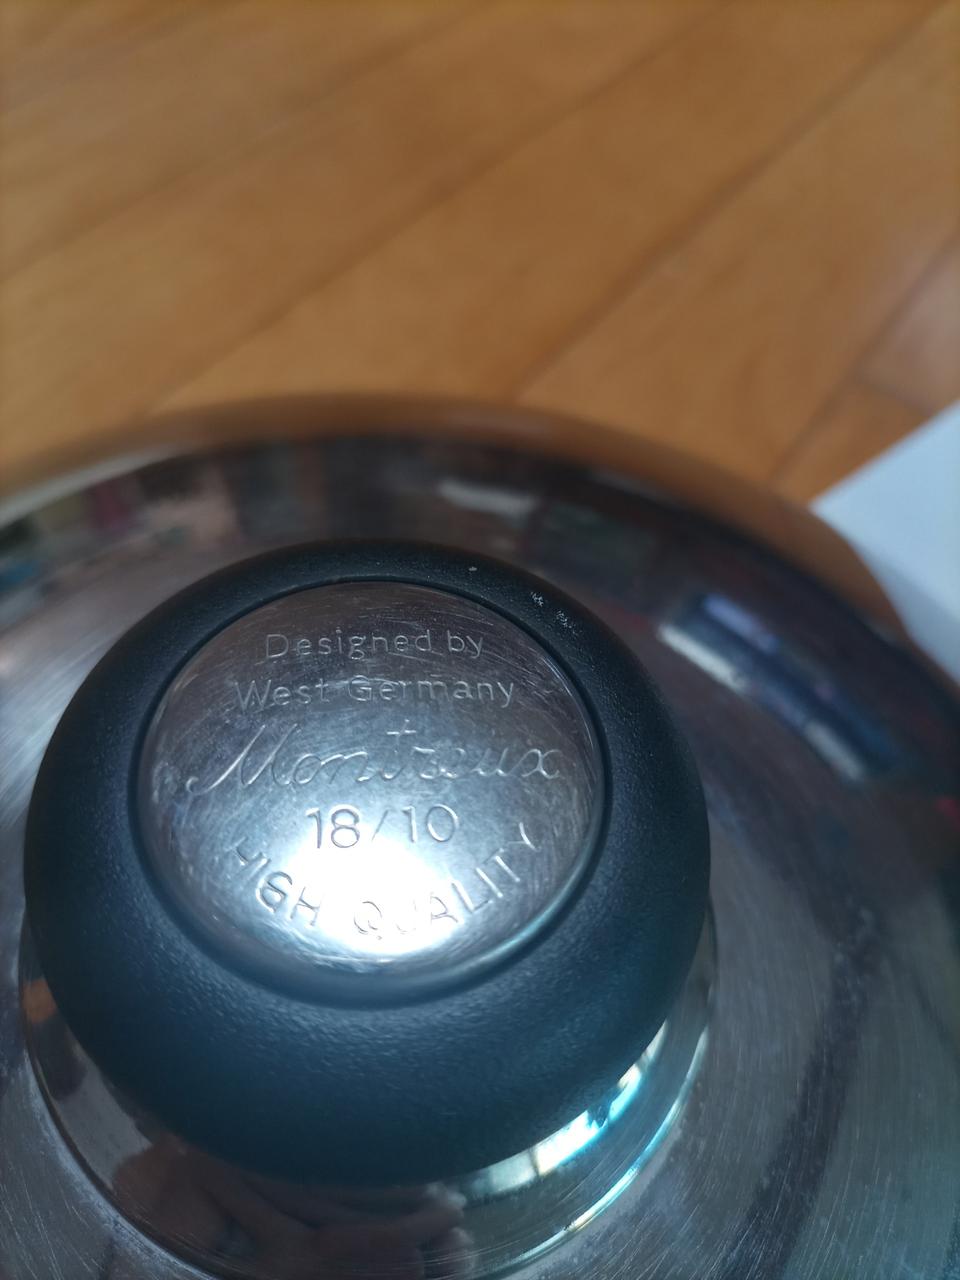 Designed by
West Germany
Montreux
18/10
HIGH QUALITY